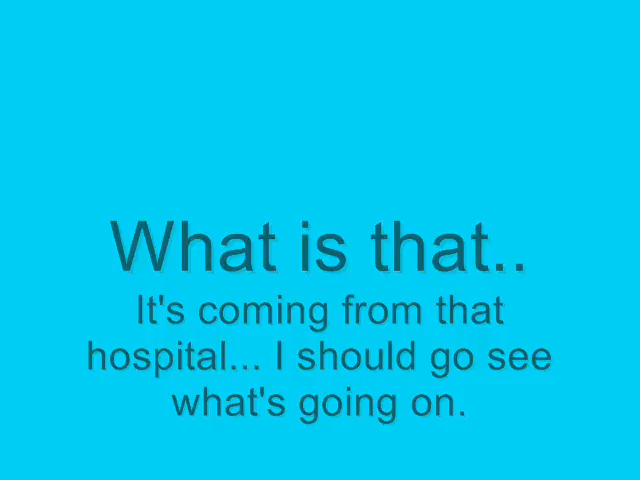 What is that..
It's coming from that
hospital... I should go see
what's going on.